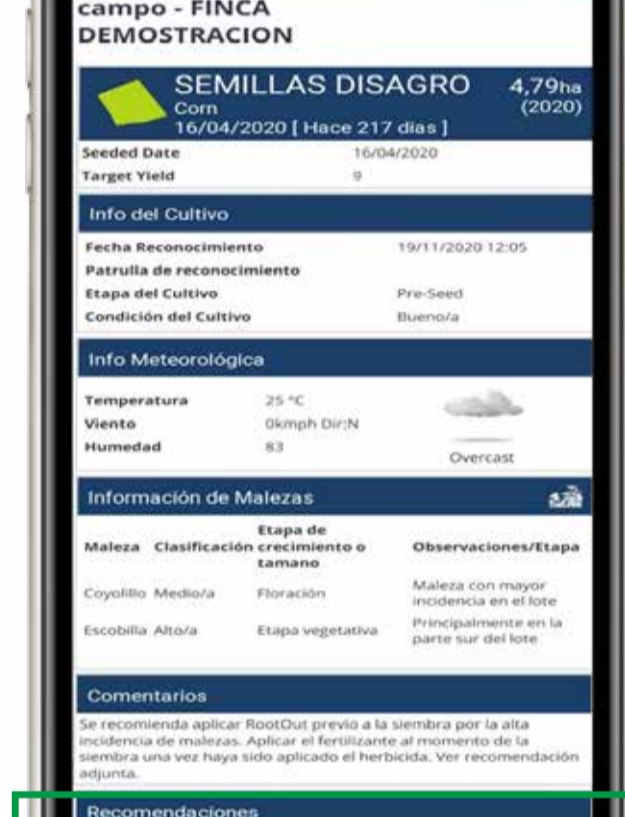 campo - FINCA
DEMOSTRACION
SEMILLAS DISAGRO 4,79ha
Corn (2020)
16/04/2020 [ Hace 217 dias ]
Seeded Date 16/04/2020
Target Yield 9
Info del Cultivo
Fecha Reconocimiento 19/11/2020 12:05
Patrulla de reconocimiento
Etapa del Cultivo Pre-Seed
Condición del Cultivo Bueno/a
Info Meteorológica
Temperatura 25 °C
Viento 0kmph Dir:N
Humedad 83
Overcast
Información de Malezas
Etapa de
Maleza Clasificación crecimiento o Observaciones/Etapa
tamano
Coyolillo Medio/a Floración Maleza con mayor
incidencia en el lote
Escobilla Alto/a Etapa vegetativa Principalmente en la
parte sur del lote
Comentarios
Se recomienda aplicar RootOut previo a la siembra por la alta
incidencia de malezas. Aplicar el fertilizante al momento de la
siembra una vez haya sido aplicado el herbicida. Ver recomendación
adjunta.
Recomendaciones